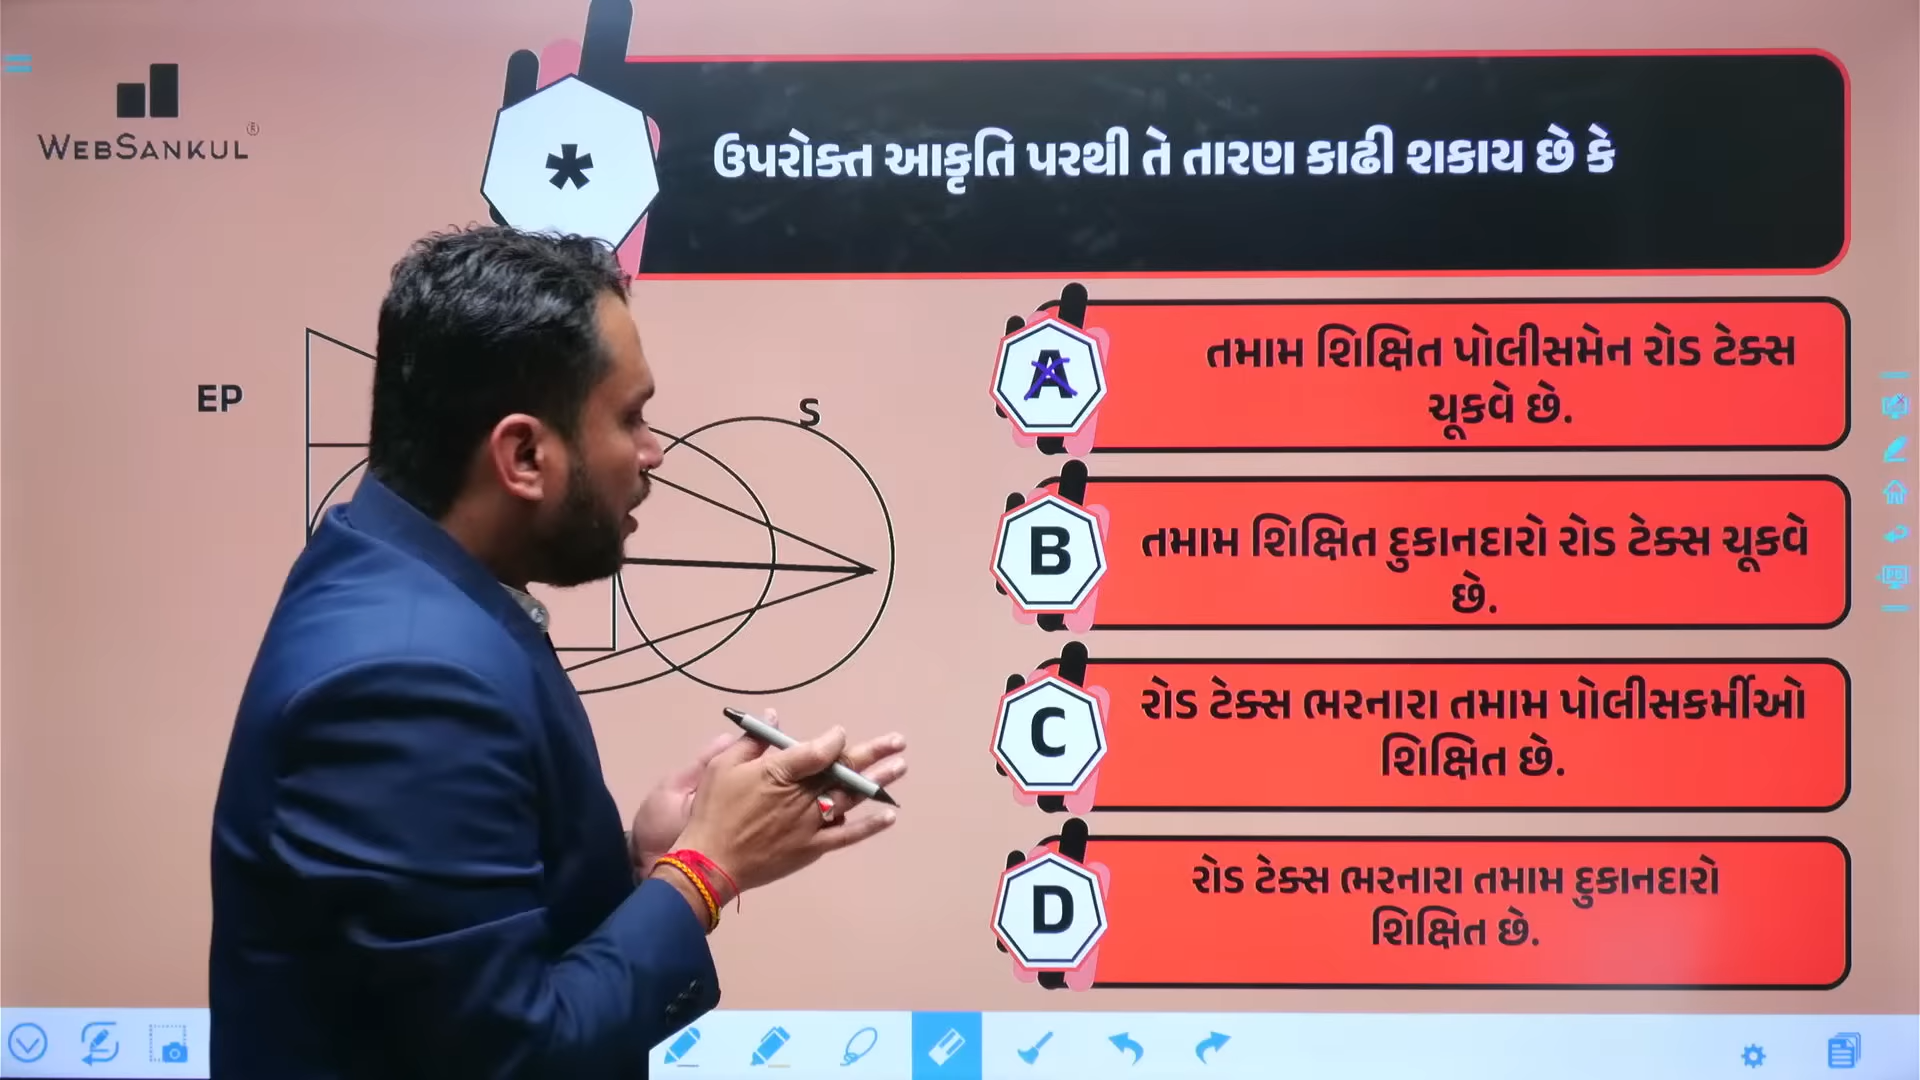 WEBSANKUL®
*
ઉપરોક્ત આકૃતિ પરથી તે તારણ કાઢી શકાય છે કે
EP
S
A
તમામ શિક્ષિત પોલીસમેન રોડ ટેક્સ
ચૂકવે છે.
B
તમામ શિક્ષિત દુકાનદારો રોડ ટેક્સ ચૂકવે
છે.
C
રોડ ટેક્સ ભરનારા તમામ પોલીસકર્મીઓ
શિક્ષિત છે.
D
રોડ ટેક્સ ભરનારા તમામ દુકાનદારો
શિક્ષિત છે.